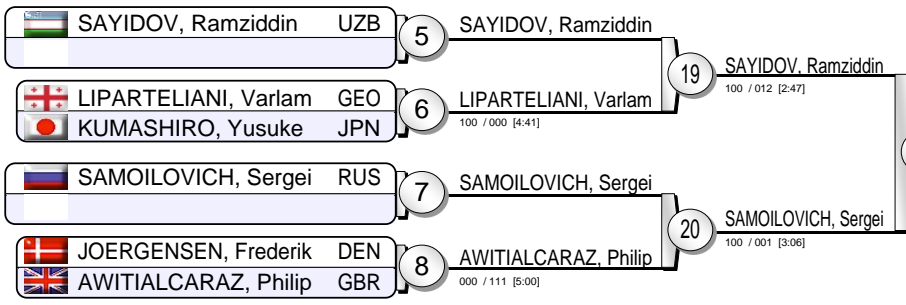 SAYIDOV, Ramziddin UZB
5
SAYIDOV, Ramziddin
LIPARTELIANI, Varlam GEO
KUMASHIRO, Yusuke JPN
6
LIPARTELIANI, Varlam
100 / 000 [4:41]
19
SAYIDOV, Ramziddin
100 / 012 [2:47]
SAMOILOVICH, Sergei RUS
7
SAMOILOVICH, Sergei
JOERGENSEN, Frederik DEN
AWITIALCARAZ, Philip GBR
8
AWITIALCARAZ, Philip
000 / 111 [5:00]
20
SAMOILOVICH, Sergei
100 / 001 [3:06]